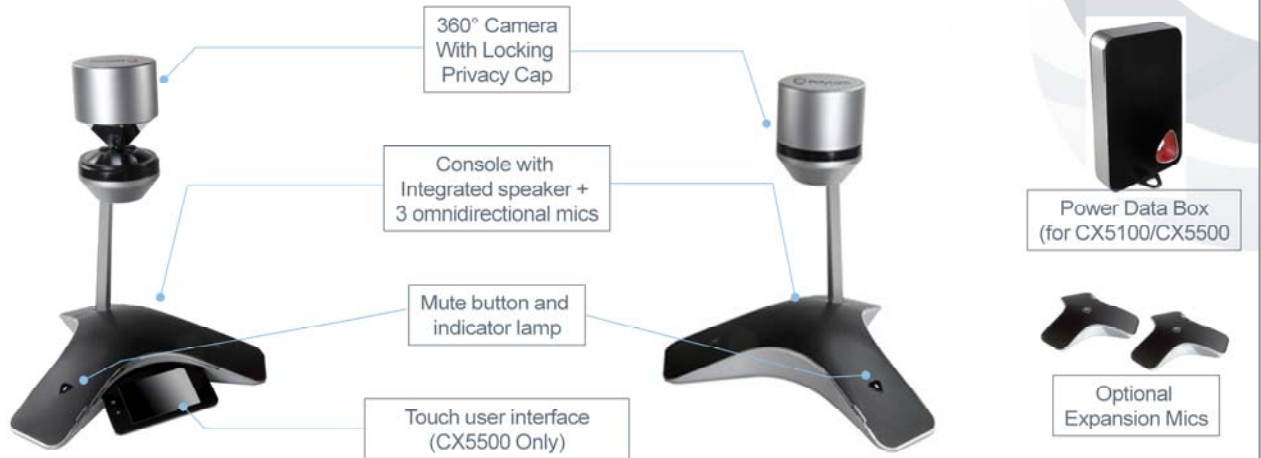 360° Camera
With Locking
Privacy Cap
Console with
Integrated speaker +
3 omnidirectional mics
Mute button and
indicator lamp
Touch user interface
(CX5500 Only)
Power Data Box
(for CX5100/CX5500
Optional
Expansion Mics